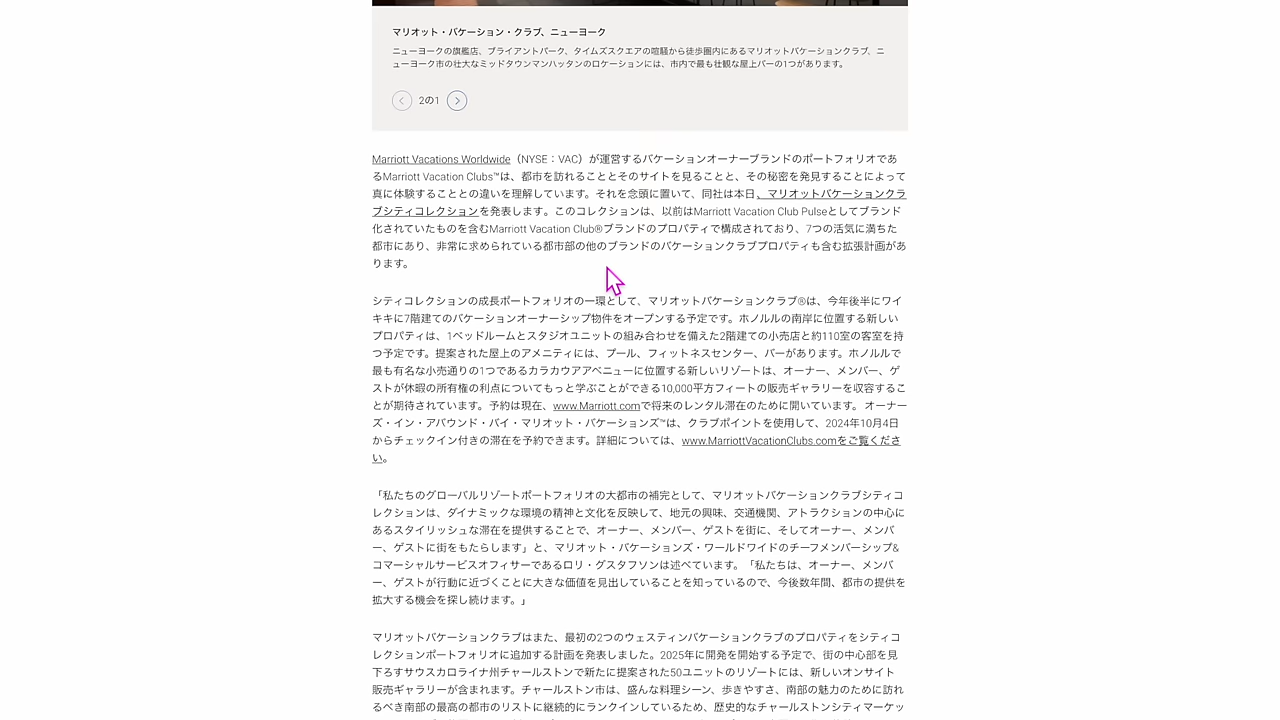 マリオット・バケーション・クラブ、ニューヨーク
ニューヨークの旗艦店、ブライアントパーク、タイムズスクエアの喧騒から徒歩圏内にあるマリオットバケーションクラブ、ニ
ューヨーク市の壮大なミッドタウンマンハッタンのロケーションには、市内で最も壮観な屋上バーの1つがあります。
2の1
Marriott Vacations Worldwide（NYSE：VAC）が運営するバケーションオーナーブランドのポートフォリオであ
るMarriott Vacation Clubs™は、都市を訪れることとそのサイトを見ることと、その秘密を発見することによって
真に体験することとの違いを理解しています。それを念頭に置いて、同社は本日、マリオットバケーションクラ
ブシティコレクションを発表します。このコレクションは、以前はMarriott Vacation Club Pulseとしてブランド
化されていたものを含むMarriott Vacation Club®ブランドのプロパティで構成されており、7つの活気に満ちた
都市にあり、非常に求められている都市部の他のブランドのバケーションクラブプロパティも含む拡張計画があ
ります。
シティコレクションの成長ポートフォリオの一環として、マリオットバケーションクラブ®は、今年後半にワイ
キキに7階建てのバケーションオーナーシップ物件をオープンする予定です。ホノルルの南岸に位置する新しい
プロパティは、1ベッドルームとスタジオユニットの組み合わせを備えた2階建ての小売店と約110室の客室を持
つ予定です。提案された屋上のアメニティには、プール、フィットネスセンター、バーがあります。ホノルルで
最も有名な小売通りの1つであるカラカウアアベニューに位置する新しいリゾートは、オーナー、メンバー、ゲ
ストが休暇の所有権の利点についてもっと学ぶことができる10,000平方フィートの販売ギャラリーを収容するこ
とが期待されています。予約は現在、www.Marriott.comで将来のレンタル滞在のために開いています。 オーナー
ズ・イン・アバウンド・バイ・マリオット・バケーションズ™は、クラブポイントを使用して、2024年10月4日
からチェックイン付きの滞在を予約できます。詳細については、www.MarriottVacationClubs.comをご覧くださ
い。
「私たちのグローバルリゾートポートフォリオの大都市の補完として、マリオットバケーションクラブシティコ
レクションは、ダイナミックな環境の精神と文化を反映して、地元の興味、交通機関、アトラクションの中心に
あるスタイリッシュな滞在を提供することで、オーナー、メンバー、ゲストを街に、そしてオーナー、メンバ
ー、ゲストに街をもたらします」と、マリオット・バケーションズ・ワールドワイドのチーフメンバーシップ&
コマーシャルサービスオフィサーであるロリ・グスタフソンは述べています。「私たちは、オーナー、メンバ
ー、ゲストが行動に近づくことに大きな価値を見出していることを知っているので、今後数年間、都市の提供を
拡大する機会を探し続けます。」
マリオットバケーションクラブはまた、最初の2つのウェスティンバケーションクラブのプロパティをシティコ
レクションポートフォリオに追加する計画を発表しました。2025年に開発を開始する予定で、街の中心部を見
下ろすサウスカロライナ州チャールストンで新たに提案された50ユニットのリゾートには、新しいオンサイト
販売ギャラリーが含まれます。チャールストン市は、盛んな料理シーン、歩きやすさ、南部の魅力のために訪れ
るべき南部の最高の都市のリストに継続的にランクインしているため、歴史的なチャールストンシティマーケッ